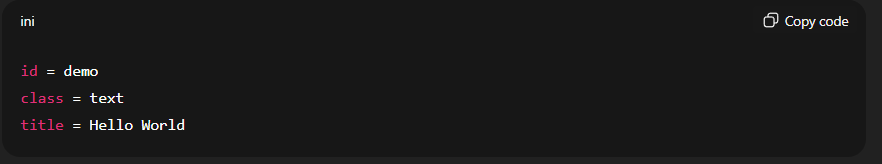 ini
Copy code
id = demo
class = text
title = Hello World